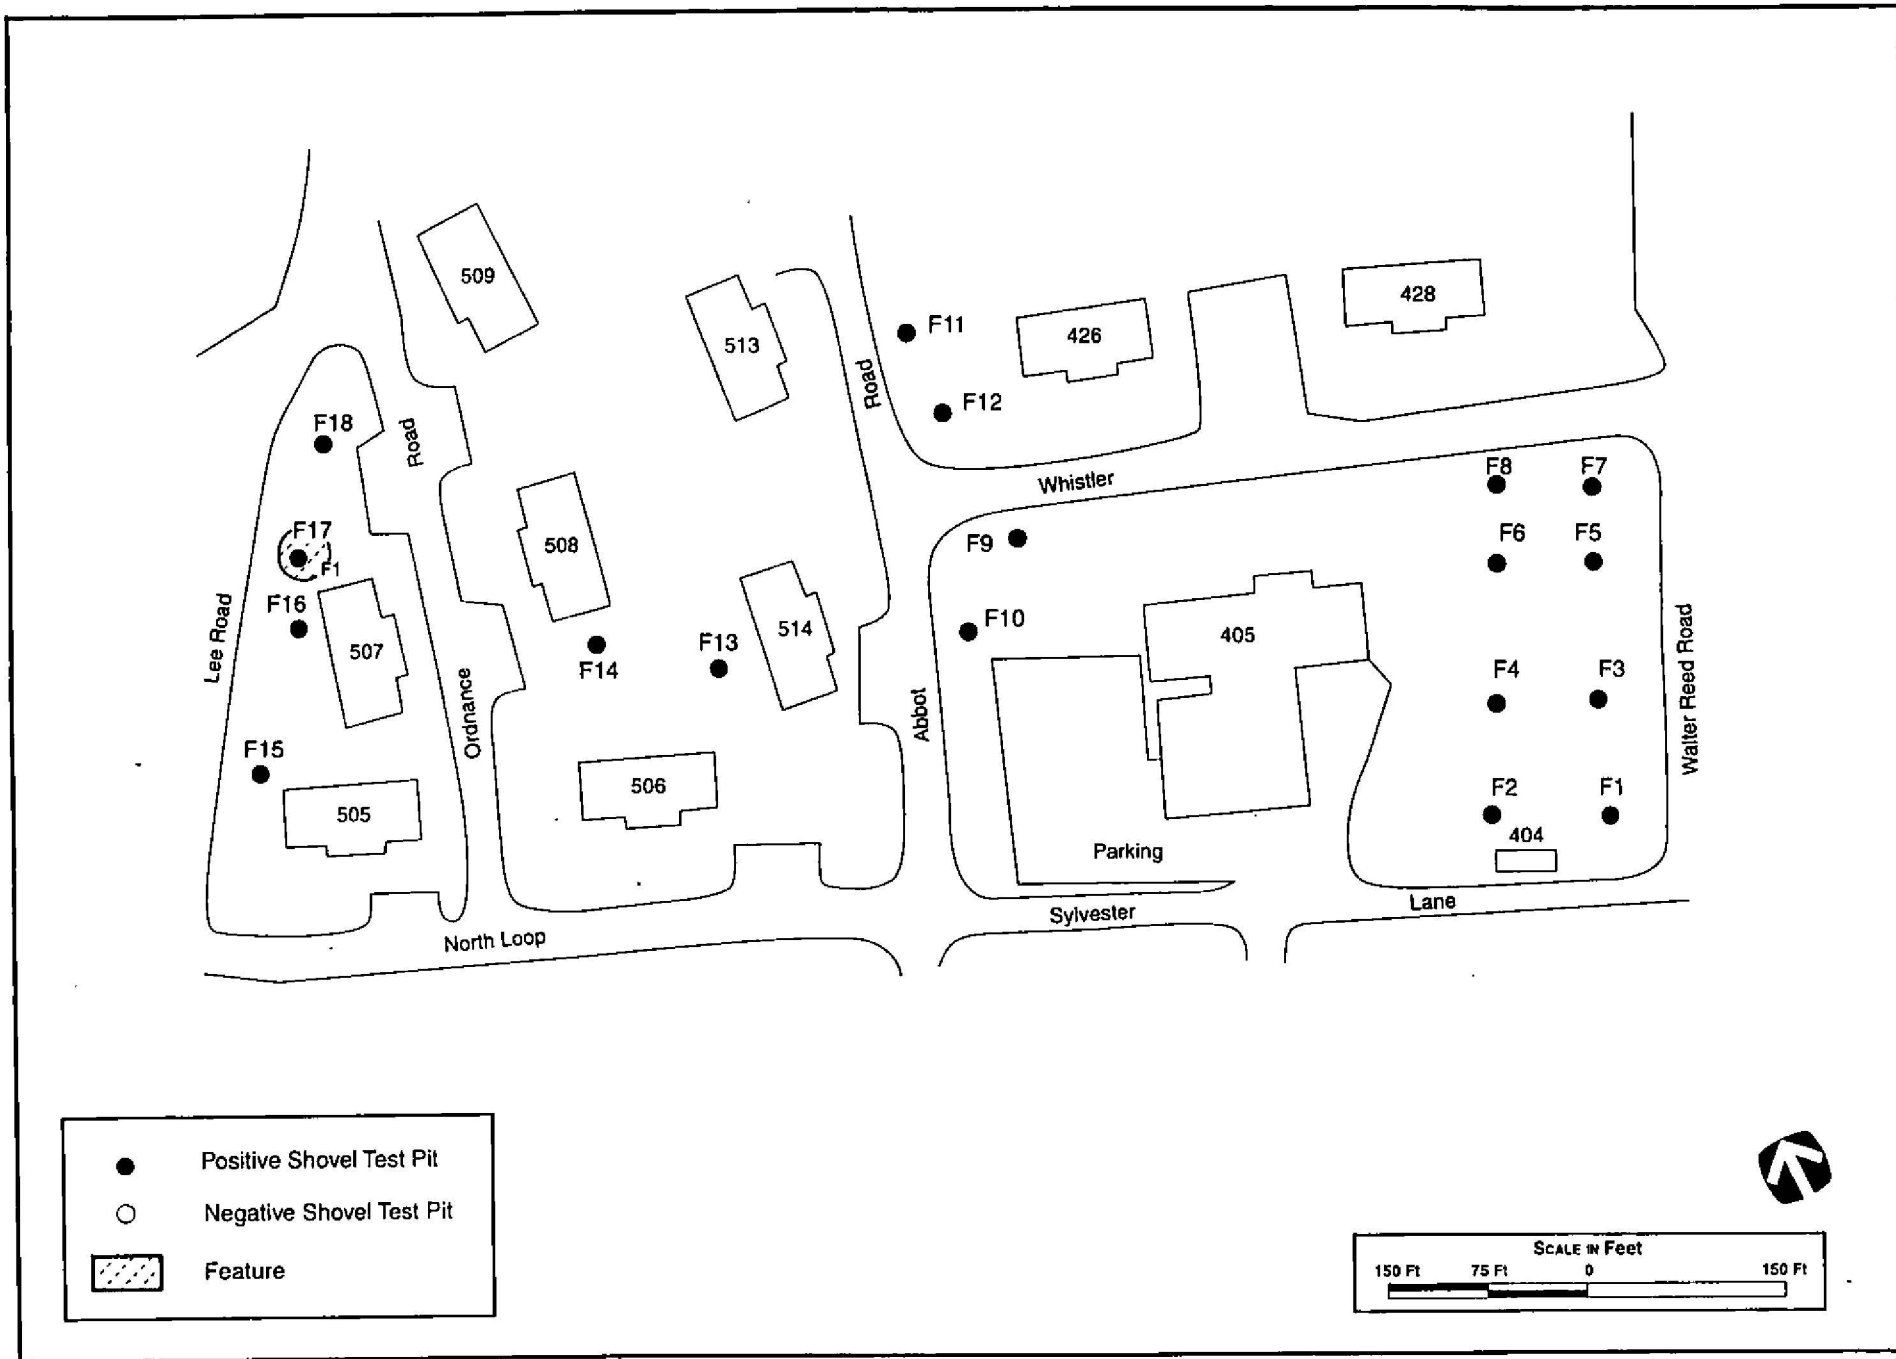 509
513
F11
426
428
F12
F18
Road
Road
Whistler
F8
F7
F17
F1
508
F9
F6
F5
F16
507
Lee Road
F14
F13
514
F10
405
F4
F3
Walter Reed Road
Ordnance
Abbot
F15
505
506
F2
F1
404
Parking
North Loop
Sylvester
Lane
Positive Shovel Test Pit
Negative Shovel Test Pit
Feature
SCALE IN Feet
150 Ft 75 Ft 0 150 Ft